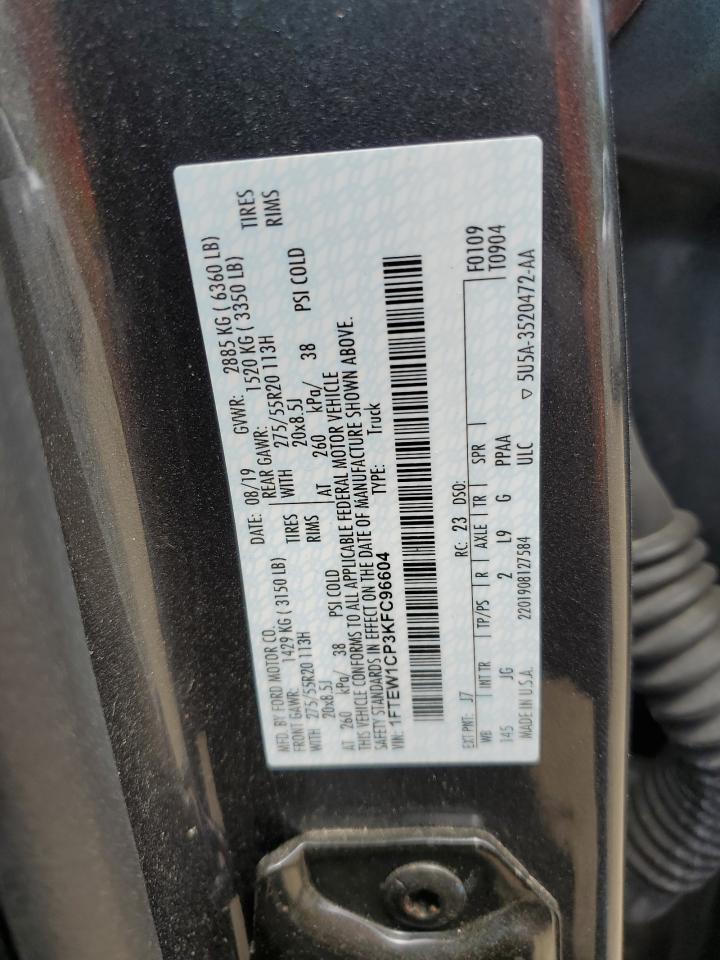 MFD. BY FORD MOTOR CO. DATE: 08/19 GVWR: 2885 KG ( 6360 LB)
FRONT GAWR: 1429 KG ( 3150 LB) REAR GAWR: 1520 KG ( 3350 LB)
WITH 275/55R20 113H TIRES WITH 275/55R20 113H TIRES
20x8.5J RIMS 20x8.5J RIMS
AT 260 kPa/ 38 PSI COLD AT 260 kPa/ 38 PSI COLD
THIS VEHICLE CONFORMS TO ALL APPLICABLE FEDERAL MOTOR VEHICLE
SAFETY STANDARDS IN EFFECT ON THE DATE OF MANUFACTURE SHOWN ABOVE.
VIN: 1FTEW1CP3KFC96604 TYPE: Truck
F0109
EXT PNT: J7 RC: 23 DSO: T0904
WB INT TR TP/PS R AXLE TR SPR
145 JG 2 L9 G PPAA
MADE IN U.S.A. 2201908127584 ULC ▽ 5U5A-3520472-AA